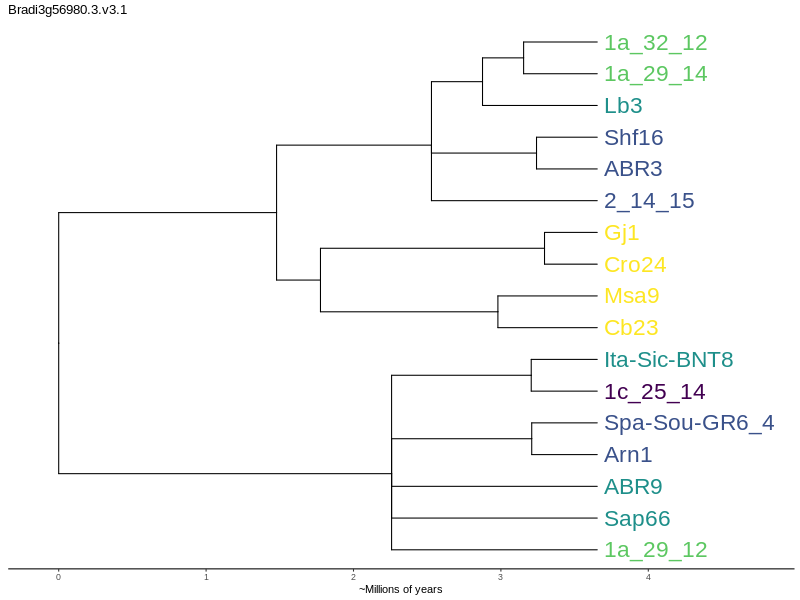 Bradi3g56980.3.v3.1
1a_32_12
1a_29_14
Lb3
Shf16
ABR3
2_14_15
Gj1
Cro24
Msa9
Cb23
Ita-Sic-BNT8
1c_25_14
Spa-Sou-GR6_4
Arn1
ABR9
Sap66
1a_29_12
0 1 2 3 4
~Millions of years